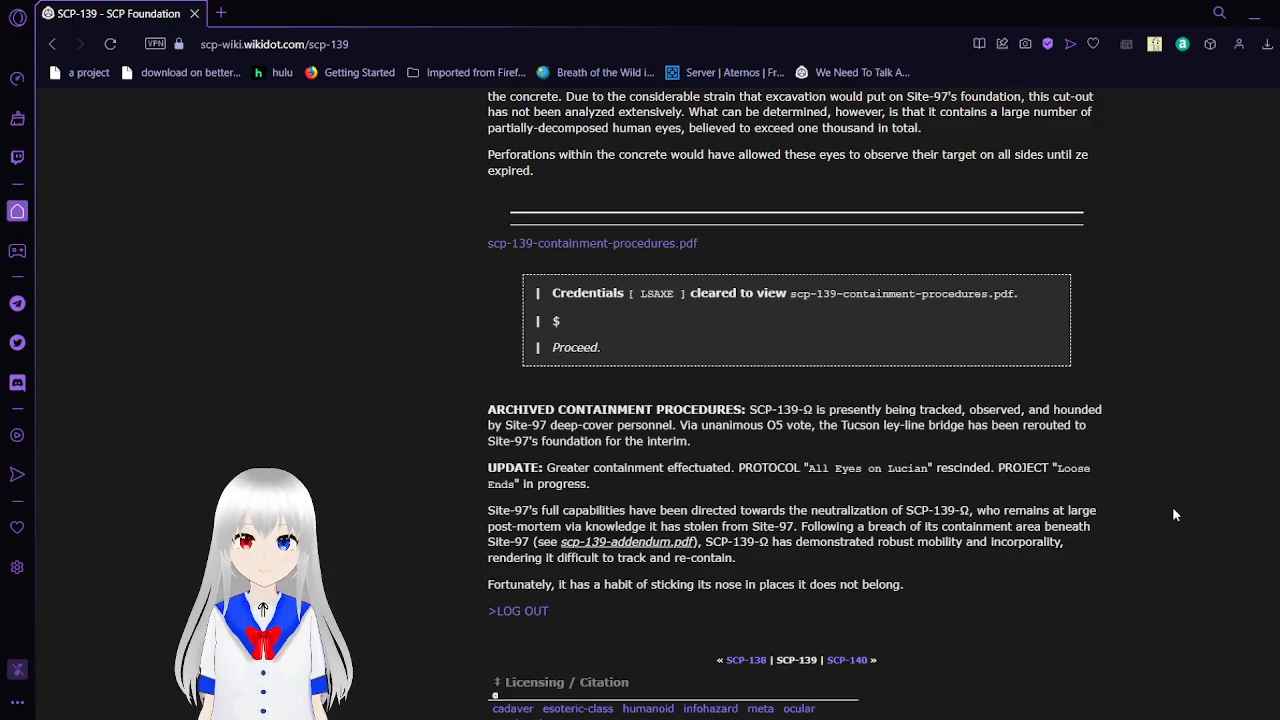 SCP-139 - SCP Foundation
VPN scp-wiki.wikidot.com/scp-139
a project download on better... hulu Getting Started Imported from Firef... Breath of the Wild i... Server | Aternos | Fr... We Need To Talk A...
the concrete. Due to the considerable strain that excavation would put on Site-97's foundation, this cut-out
has not been analyzed extensively. What can be determined, however, is that it contains a large number of
partially-decomposed human eyes, believed to exceed one thousand in total.
Perforations within the concrete would have allowed these eyes to observe their target on all sides until ze
expired.
scp-139-containment-procedures.pdf
| Credentials [ LSAXE ] cleared to view scp-139-containment-procedures.pdf.
| $
| Proceed.
ARCHIVED CONTAINMENT PROCEDURES: SCP-139-Ω is presently being tracked, observed, and hounded
by Site-97 deep-cover personnel. Via unanimous O5 vote, the Tucson ley-line bridge has been rerouted to
Site-97's foundation for the interim.
UPDATE: Greater containment effectuated. PROTOCOL "All Eyes on Lucian" rescinded. PROJECT "Loose
Ends" in progress.
Site-97's full capabilities have been directed towards the neutralization of SCP-139-Ω, who remains at large
post-mortem via knowledge it has stolen from Site-97. Following a breach of its containment area beneath
Site-97 (see scp-139-addendum.pdf), SCP-139-Ω has demonstrated robust mobility and incorporality,
rendering it difficult to track and re-contain.
Fortunately, it has a habit of sticking its nose in places it does not belong.
>LOG OUT
« SCP-138 | SCP-139 | SCP-140 »
‡ Licensing / Citation
cadaver esoteric-class humanoid infohazard meta ocular